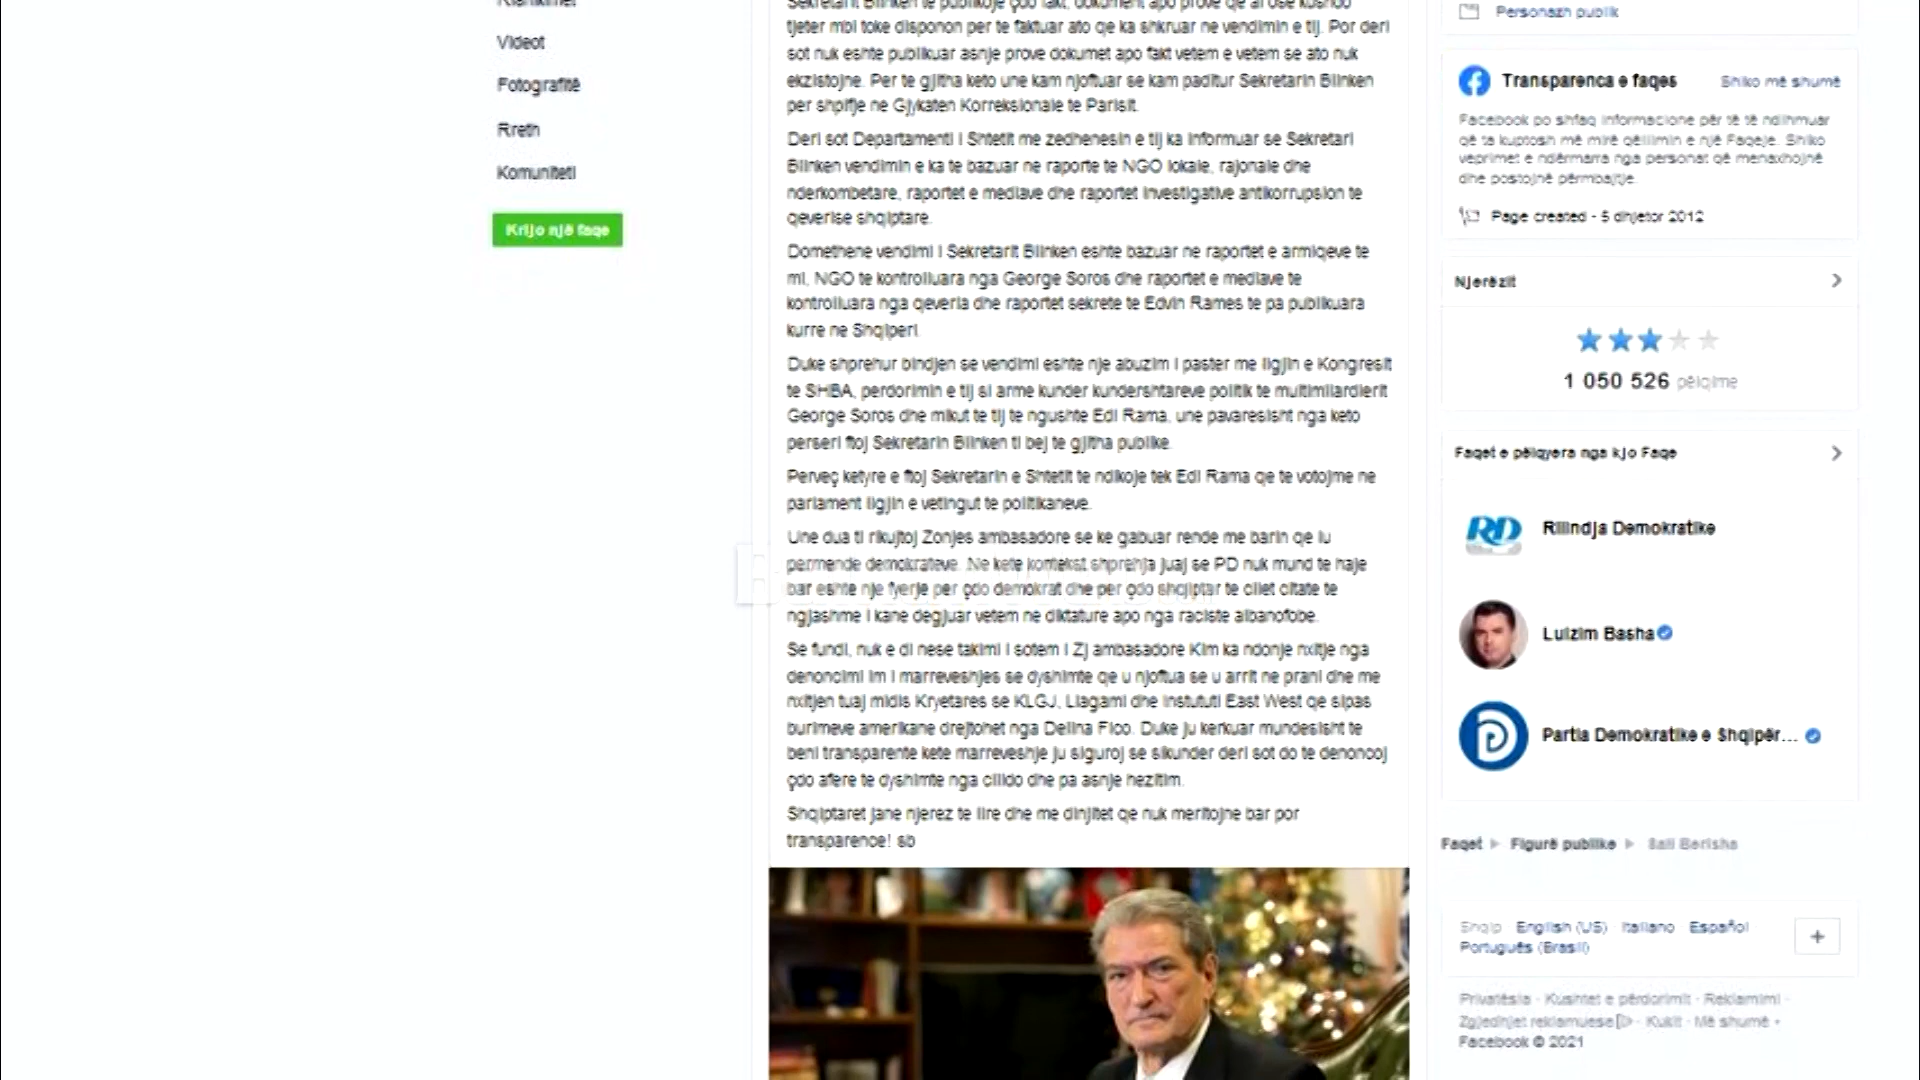 Rishikimet
Videot
Fotografitë
Rreth
Komuniteti
Krijo një faqe
Sekretarit Blinken te publikoje çdo fakt, dokument apo prove qe ai ose kushdo
tjeter mbi toke disponon per te faktuar ato qe ka shkruar ne vendimin e tij. Por deri
sot nuk eshte publikuar asnje prove dokumet apo fakt vetem e vetem se ato nuk
ekzistojne. Per te gjitha keto une kam njoftuar se kam paditur Sekretarin Blinken
per shpifje ne Gjykaten Korreksionale te Parisit.
Deri sot Departamenti i Shtetit me zedhenesin e tij ka informuar se Sekretari
Blinken vendimin e ka te bazuar ne raporte te NGO lokale, rajonale dhe
nderkombetare, raportet e mediave dhe raportet investigative antikorrupsion te
qeverise shqiptare.
Domethene vendimi i Sekretarit Blinken eshte bazuar ne raportet e armiqeve te
mi, NGO te kontrolluara nga George Soros dhe raportet e mediave te
kontrolluara nga qeveria dhe raportet sekrete te Edvin Rames te pa publikuara
kurre ne Shqiperi.
Duke shprehur bindjen se vendimi eshte nje abuzim i paster me ligjin e Kongresit
te SHBA, perdorimin e tij si arme kunder kundershtareve politik te multimilardierit
George Soros dhe mikut te tij te ngushte Edi Rama, une pavaresisht nga keto
perseri ftoj Sekretarin Blinken ti bej te gjitha publike.
Perveç ketyre e ftoj Sekretarin e Shtetit te ndikoje tek Edi Rama qe te votojme ne
parlament ligjin e vetingut te politikaneve.
Une dua ti rikujtoj Zonjes ambasadore se ke gabuar rende me barin qe iu
permende demokrateve. Ne kete kontekst shprehja juaj se PD nuk mund te haje
bar eshte nje fyerje per çdo demokrat dhe per çdo shqiptar te cilet citate te
ngjashme i kane degjuar vetem ne diktature apo nga raciste albanofobe.
Se fundi, nuk e di nese takimi i sotem i Zj ambasadore Kim ka ndonje nxitje nga
denoncimi im i marreveshjes se dyshimte qe u njoftua se u arrit ne prani dhe me
nxitjen tuaj midis Kryetares se KLGJ, Llagami dhe Instututi East West qe sipas
burimeve amerikane drejtohet nga Delina Fico. Duke ju kerkuar mundesisht te
beni transparente kete marreveshje ju siguroj se sikunder deri sot do te denoncoj
çdo afere te dyshimte nga cilido dhe pa asnje hezitim.
Shqiptaret jane njerez te lire dhe me dinjitet qe nuk meritojne bar por
transparence! sb
Personazh publik
Transparenca e faqes Shiko më shumë
Facebook po shfaq informacione për të të ndihmuar
që ta kuptosh më mirë qëllimin e një Faqeje. Shiko
veprimet e ndërmarra nga personat që menaxhojnë
dhe postojnë përmbajtje.
Page created - 5 dhjetor 2012
Njerëzit
1 050 526 pëlqime
Faqet e pëlqyera nga kjo Faqe
RD Rilindja Demokratike
Lulzim Basha
Partia Demokratike e Shqipër...
Faqet Figurë publike Sali Berisha
Shqip · English (US) · Italiano · Español ·
Português (Brasil)
Privatësia · Kushtet e përdorimit · Reklamimi ·
Zgjedhjet reklamuese · Kukit · Më shumë
Facebook © 2021